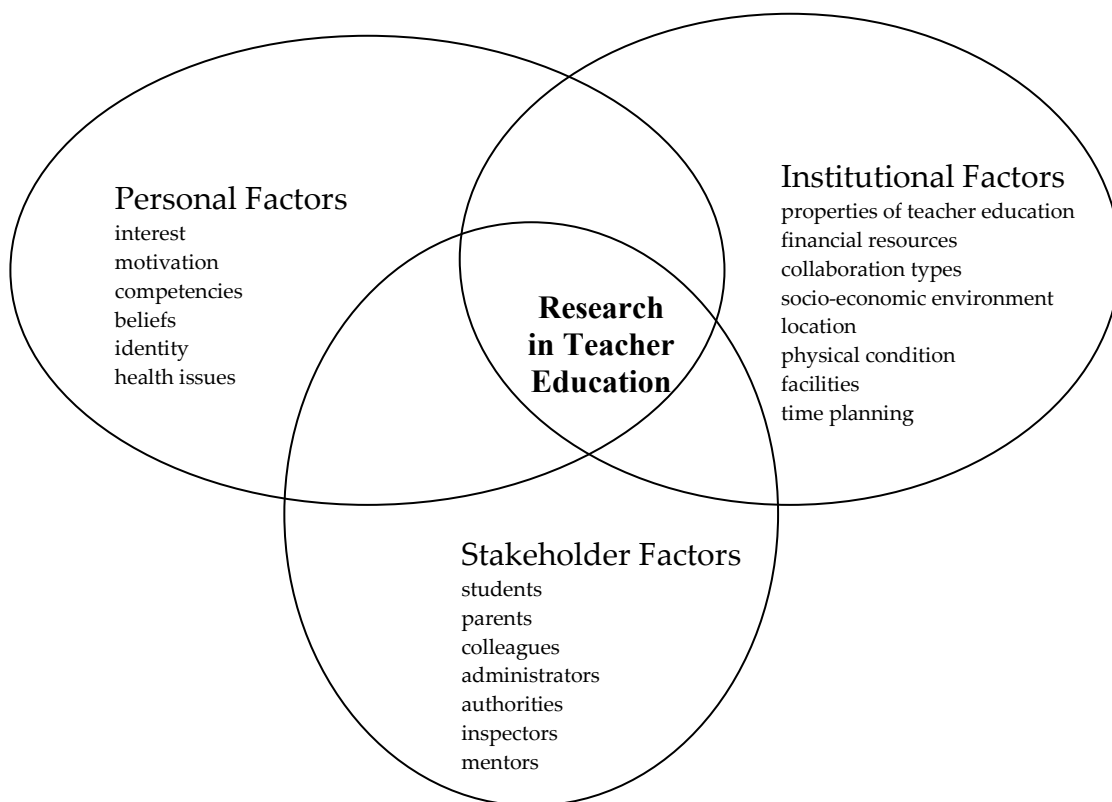 Personal Factors
interest
motivation
competencies
beliefs
identity
health issues
Institutional Factors
properties of teacher education
financial resources
collaboration types
socio-economic environment
location
physical condition
facilities
time planning
Research
in Teacher
Education
Stakeholder Factors
students
parents
colleagues
administrators
authorities
inspectors
mentors